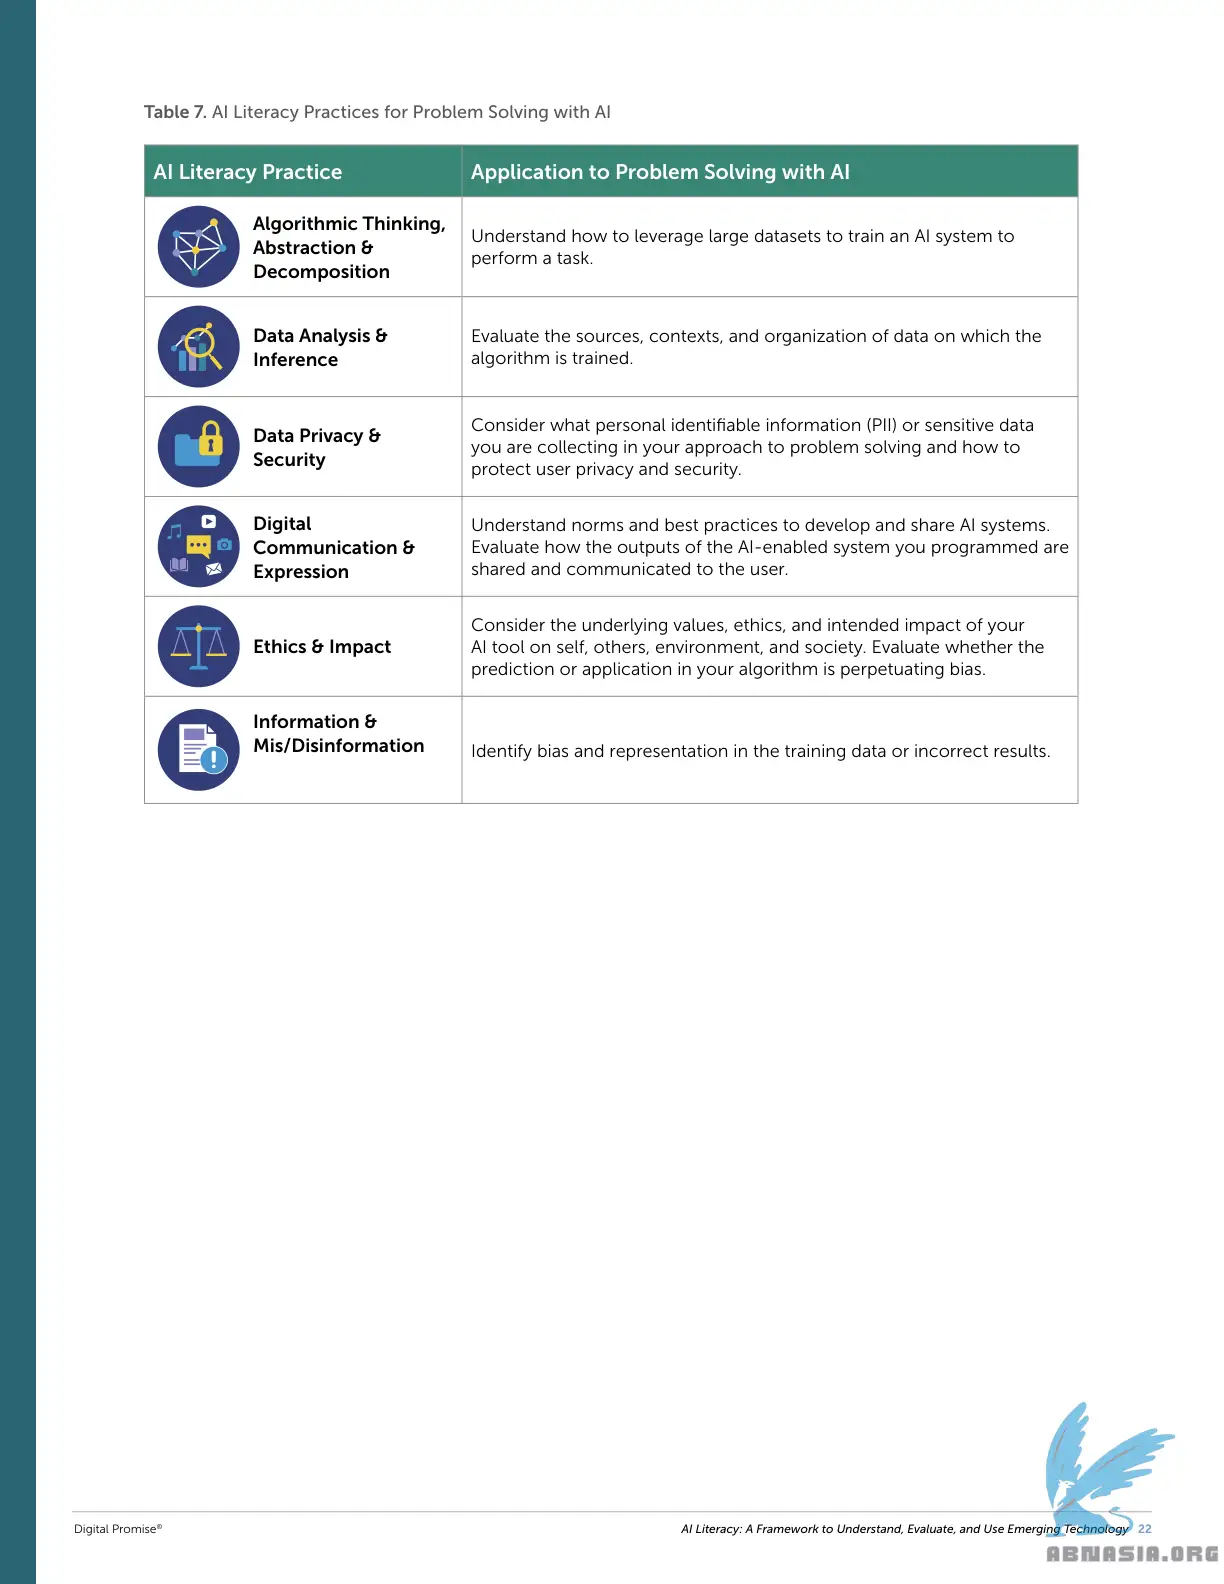 Table 7. AI Literacy Practices for Problem Solving with AI
AI Literacy Practice
Application to Problem Solving with AI
Algorithmic Thinking,
Abstraction &
Decomposition
Understand how to leverage large datasets to train an AI system to
perform a task.
Data Analysis &
Inference
Evaluate the sources, contexts, and organization of data on which the
algorithm is trained.
Data Privacy &
Security
Consider what personal identifiable information (PII) or sensitive data
you are collecting in your approach to problem solving and how to
protect user privacy and security.
Digital
Communication &
Expression
Understand norms and best practices to develop and share AI systems.
Evaluate how the outputs of the AI-enabled system you programmed are
shared and communicated to the user.
Ethics & Impact
Consider the underlying values, ethics, and intended impact of your
AI tool on self, others, environment, and society. Evaluate whether the
prediction or application in your algorithm is perpetuating bias.
Information &
Mis/Disinformation
Identify bias and representation in the training data or incorrect results.
Digital Promise®
AI Literacy: A Framework to Understand, Evaluate, and Use Emerging Technology 22
ABNASIA.ORG